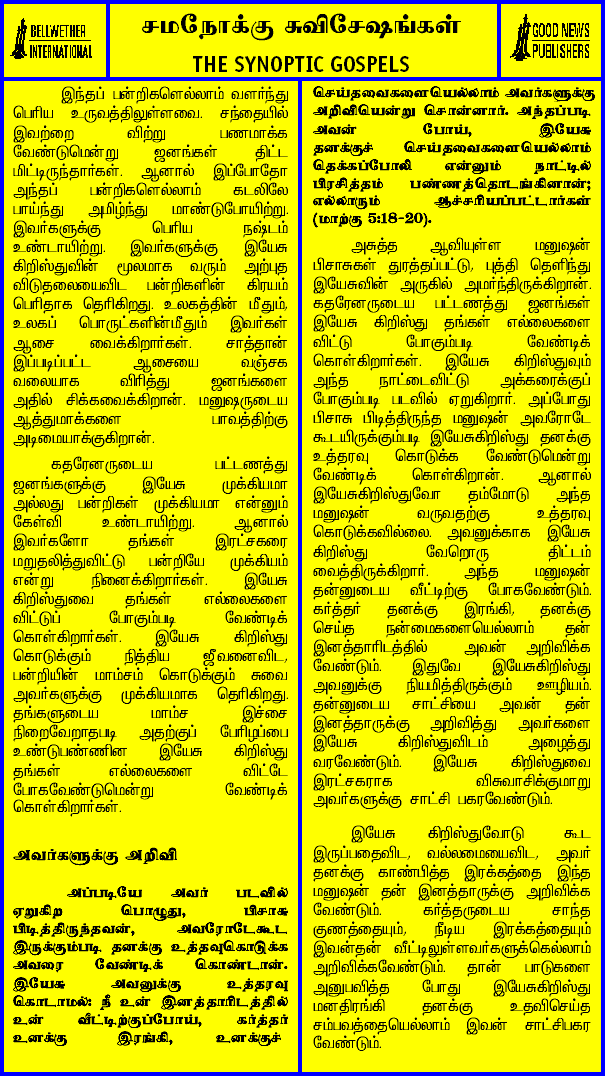 BELLWETHER
INTERNATIONAL
சமநோக்கு சுவிசேஷங்கள்
THE SYNOPTIC GOSPELS
GOOD NEWS
PUBLISHERS
இந்தப் பன்றிகளெல்லாம் வளர்ந்து
பெரிய உருவத்திலுள்ளவை. சந்தையில்
இவற்றை விற்று பணமாக்க
வேண்டுமென்று ஜனங்கள் திட்ட
மிட்டிருந்தார்கள். ஆனால் இப்போதோ
அந்தப் பன்றிகளெல்லாம் கடலிலே
பாய்ந்து அமிழ்ந்து மாண்டுபோயிற்று.
இவர்களுக்கு பெரிய நஷ்டம்
உண்டாயிற்று. இவர்களுக்கு இயேசு
கிறிஸ்துவின் மூலமாக வரும் அற்புத
விடுதலையைவிட பன்றிகளின் கிரயம்
பெரிதாக தெரிகிறது. உலகத்தின் மீதும்,
உலகப் பொருட்களின்மீதும் இவர்கள்
ஆசை வைக்கிறார்கள். சாத்தான்
இப்படிப்பட்ட ஆசையை வஞ்சக
வலையாக விரித்து ஜனங்களை
அதில் சிக்கவைக்கிறான். மனுஷருடைய
ஆத்துமாக்களை பாவத்திற்கு
அடிமையாக்குகிறான்.
கதரேனருடைய பட்டணத்து
ஜனங்களுக்கு இயேசு முக்கியமா
அல்லது பன்றிகள் முக்கியமா என்னும்
கேள்வி உண்டாயிற்று. ஆனால்
இவர்களோ தங்கள் இரட்சகரை
மறுதலித்துவிட்டு பன்றியே முக்கியம்
என்று நினைக்கிறார்கள். இயேசு
கிறிஸ்துவை தங்கள் எல்லைகளை
விட்டுப் போகும்படி வேண்டிக்
கொள்கிறார்கள். இயேசு கிறிஸ்து
கொடுக்கும் நித்திய ஜீவனைவிட,
பன்றியின் மாம்சம் கொடுக்கும் சுவை
அவர்களுக்கு முக்கியமாக தெரிகிறது.
தங்களுடைய மாம்ச இச்சை
நிறைவேறாதபடி அதற்குப் பேரிழப்பை
உண்டுபண்ணின இயேசு கிறிஸ்து
தங்கள் எல்லைகளை விட்டே
போகவேண்டுமென்று வேண்டிக்
கொள்கிறார்கள்.
அவர்களுக்கு அறிவி
அப்படியே அவர் படவில்
ஏறுகிற பொழுது, பிசாசு
பிடித்திருந்தவன், அவரோடேகூட
இருக்கும்படி தனக்கு உத்தரவுகொடுக்க
அவரை வேண்டிக் கொண்டான்.
இயேசு அவனுக்கு உத்தரவு
கொடாமல்: நீ உன் இனத்தாரிடத்தில்
உன் வீட்டிற்குப்போய், கர்த்தர்
உனக்கு இரங்கி, உனக்குச்
செய்தவைகளையெல்லாம் அவர்களுக்கு
அறிவியென்று சொன்னார். அந்தப்படி
அவன் போய், இயேசு
தனக்குச் செய்தவைகளையெல்லாம்
தெக்கப்போலி என்னும் நாட்டில்
பிரசித்தம் பண்ணத்தொடங்கினான்;
எல்லாரும் ஆச்சரியப்பட்டார்கள்
(மாற்கு 5:18-20).
அசுத்த ஆவியுள்ள மனுஷன்
பிசாசுகள் துரத்தப்பட்டு, புத்தி தெளிந்து
இயேசுவின் அருகில் அமர்ந்திருக்கிறான்.
கதரேனருடைய பட்டணத்து ஜனங்கள்
இயேசு கிறிஸ்து தங்கள் எல்லைகளை
விட்டு போகும்படி வேண்டிக்
கொள்கிறார்கள். இயேசு கிறிஸ்துவும்
அந்த நாட்டைவிட்டு அக்கரைக்குப்
போகும்படி படவில் ஏறுகிறார். அப்போது
பிசாசு பிடித்திருந்த மனுஷன் அவரோடே
கூடயிருக்கும்படி இயேசுகிறிஸ்து தனக்கு
உத்தரவு கொடுக்க வேண்டுமென்று
வேண்டிக் கொள்கிறான். ஆனால்
இயேசுகிறிஸ்துவோ தம்மோடு அந்த
மனுஷன் வருவதற்கு உத்தரவு
கொடுக்கவில்லை. அவனுக்காக இயேசு
கிறிஸ்து வேறொரு திட்டம்
வைத்திருக்கிறார். அந்த மனுஷன்
தன்னுடைய வீட்டிற்கு போகவேண்டும்.
கர்த்தர் தனக்கு இரங்கி, தனக்கு
செய்த நன்மைகளையெல்லாம் தன்
இனத்தாரிடத்தில் அவன் அறிவிக்க
வேண்டும். இதுவே இயேசுகிறிஸ்து
அவனுக்கு நியமித்திருக்கும் ஊழியம்.
தன்னுடைய சாட்சியை அவன் தன்
இனத்தாருக்கு அறிவித்து அவர்களை
இயேசு கிறிஸ்துவிடம் அழைத்து
வரவேண்டும். இயேசு கிறிஸ்துவை
இரட்சகராக விசுவாசிக்குமாறு
அவர்களுக்கு சாட்சி பகரவேண்டும்.
இயேசு கிறிஸ்துவோடு கூட
இருப்பதைவிட, வல்லமையைவிட, அவர்
தனக்கு காண்பித்த இரக்கத்தை இந்த
மனுஷன் தன் இனத்தாருக்கு அறிவிக்க
வேண்டும். கர்த்தருடைய சாந்த
குணத்தையும், நீடிய இரக்கத்தையும்
இவன்தன் வீட்டிலுள்ளவர்களுக்கெல்லாம்
அறிவிக்கவேண்டும். தான் பாடுகளை
அனுபவித்த போது இயேசுகிறிஸ்து
மனதிரங்கி தனக்கு உதவிசெய்த
சம்பவத்தையெல்லாம் இவன் சாட்சிபகர
வேண்டும்.